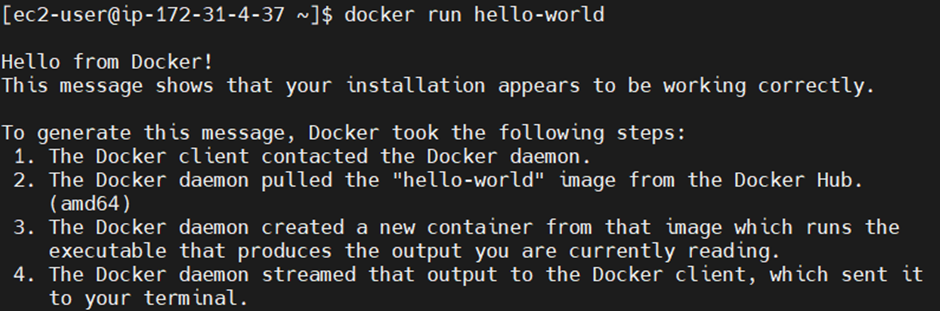 [ec2-user@ip-172-31-4-37 ~]$ docker run hello-world
Hello from Docker!
This message shows that your installation appears to be working correctly.
To generate this message, Docker took the following steps:
1. The Docker client contacted the Docker daemon.
2. The Docker daemon pulled the "hello-world" image from the Docker Hub.
(amd64)
3. The Docker daemon created a new container from that image which runs the
executable that produces the output you are currently reading.
4. The Docker daemon streamed that output to the Docker client, which sent it
to your terminal.